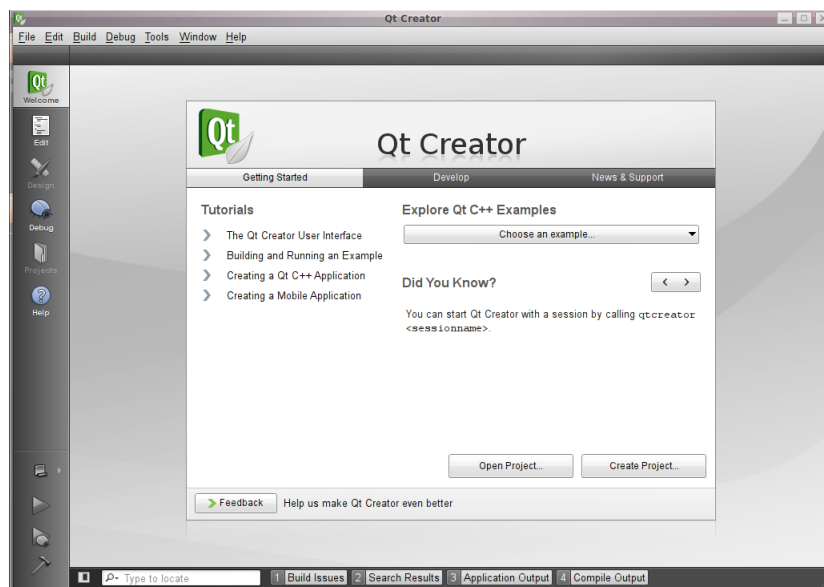 Qt Creator
File Edit Build Debug Tools Window Help
Qt
Welcome
Edit
Design
Debug
Projects
Help
Qt
Qt Creator
Getting Started Develop News & Support
Tutorials
The Qt Creator User Interface
Building and Running an Example
Creating a Qt C++ Application
Creating a Mobile Application
Explore Qt C++ Examples
Choose an example...
Did You Know?
You can start Qt Creator with a session by calling qtcreator
<sessionname>.
Open Project... Create Project...
Feedback Help us make Qt Creator even better
Type to locate 1 Build Issues 2 Search Results 3 Application Output 4 Compile Output